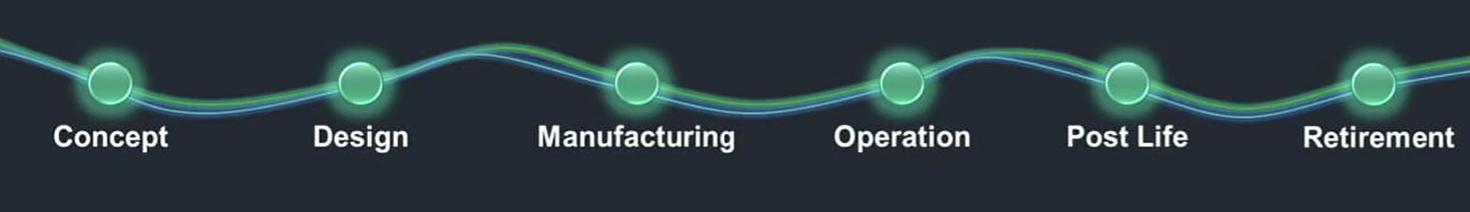 Concept Design Manufacturing Operation Post Life Retirement